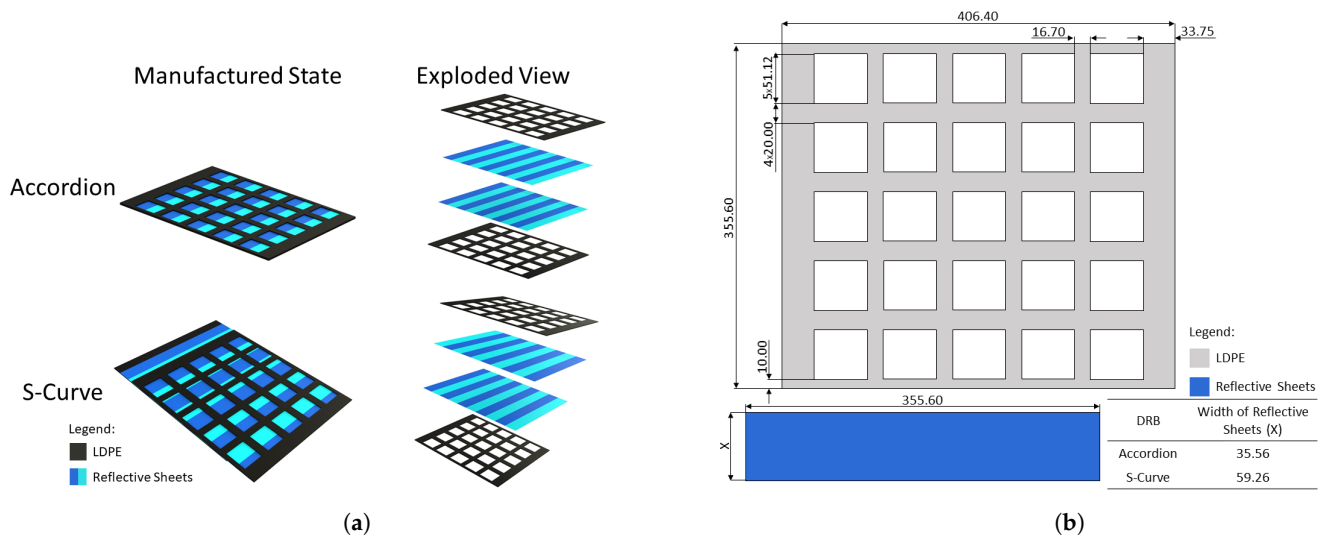 Manufactured State
Exploded View
Accordion
S-Curve
Legend:
LDPE
Reflective Sheets
(a)
406.40
16.70
33.75
5x51.12
4x20.00
355.60
10.00
Legend:
LDPE
Reflective Sheets
355.60
X
DRB
Width of Reflective
Sheets (X)
Accordion
35.56
S-Curve
59.26
(b)